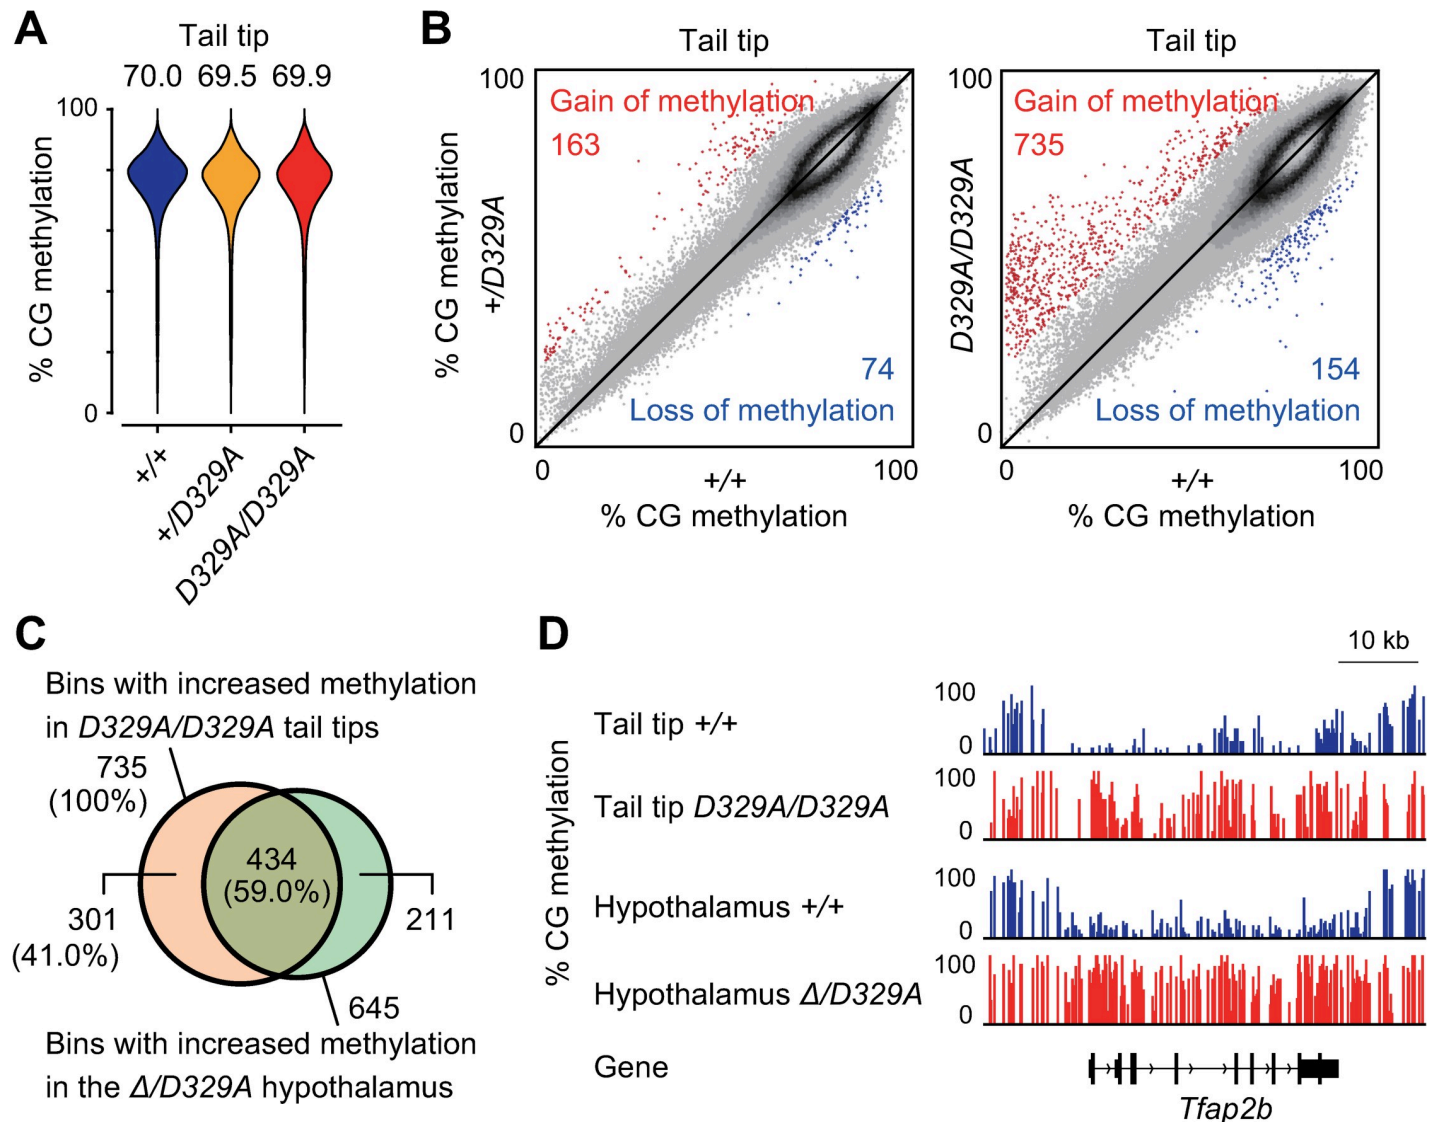 A
Tail tip
70.0 69.5 69.9
% CG methylation
100
0
+/+
+/D329A
D329A/D329A
B
Tail tip
% CG methylation
+/D329A
100
0
Gain of methylation
163
74
Loss of methylation
0
100
+/+
% CG methylation
Tail tip
D329A/D329A
100
0
Gain of methylation
735
154
Loss of methylation
0
100
+/+
% CG methylation
C
Bins with increased methylation
in D329A/D329A tail tips
735
(100%)
434
(59.0%)
301
(41.0%)
211
645
Bins with increased methylation
in the Δ/D329A hypothalamus
D
10 kb
% CG methylation
Tail tip +/+
100
0
Tail tip D329A/D329A
100
0
Hypothalamus +/+
100
0
Hypothalamus Δ/D329A
100
0
Gene
Tfap2b